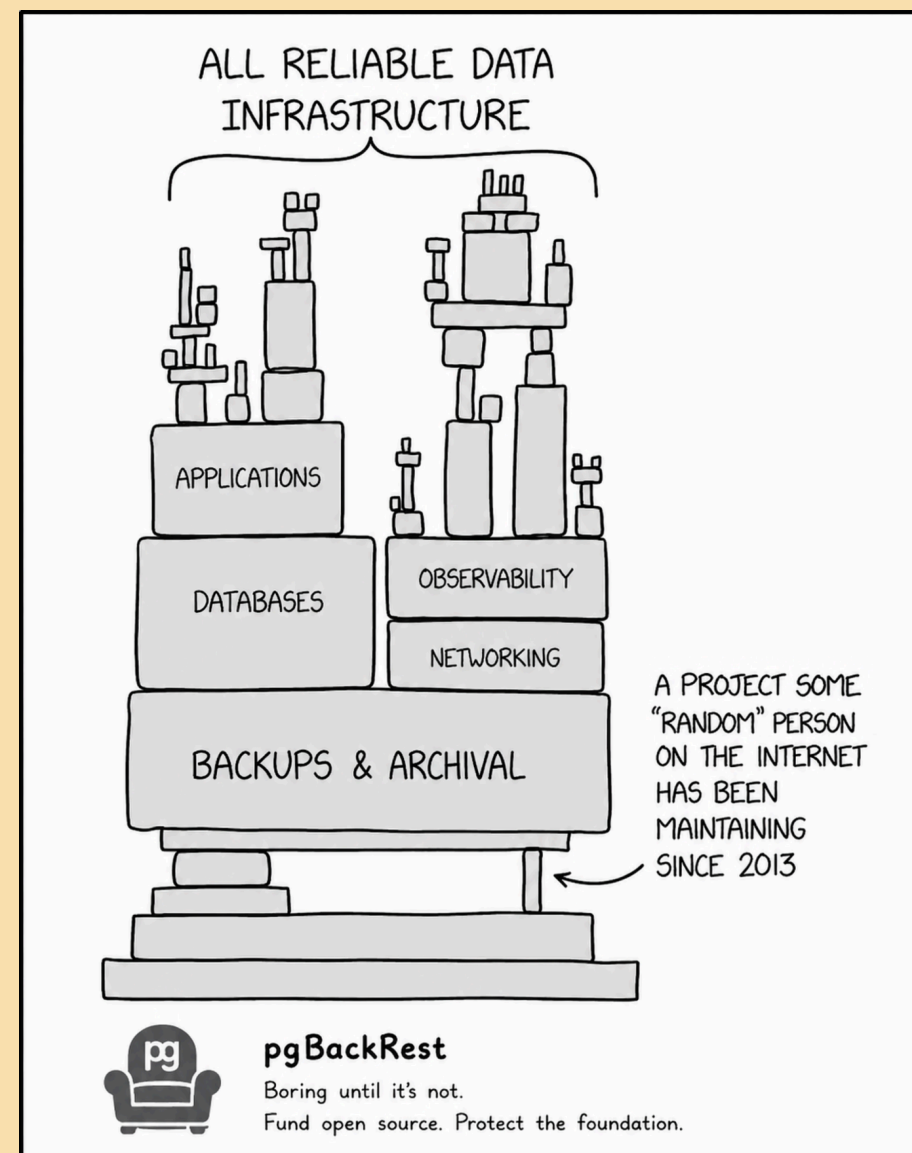 ALL RELIABLE DATA
INFRASTRUCTURE
APPLICATIONS
DATABASES
OBSERVABILITY
NETWORKING
BACKUPS & ARCHIVAL
A PROJECT SOME
“RANDOM” PERSON
ON THE INTERNET
HAS BEEN
MAINTAINING
SINCE 2013
pg
pgBackRest
Boring until it's not.
Fund open source. Protect the foundation.